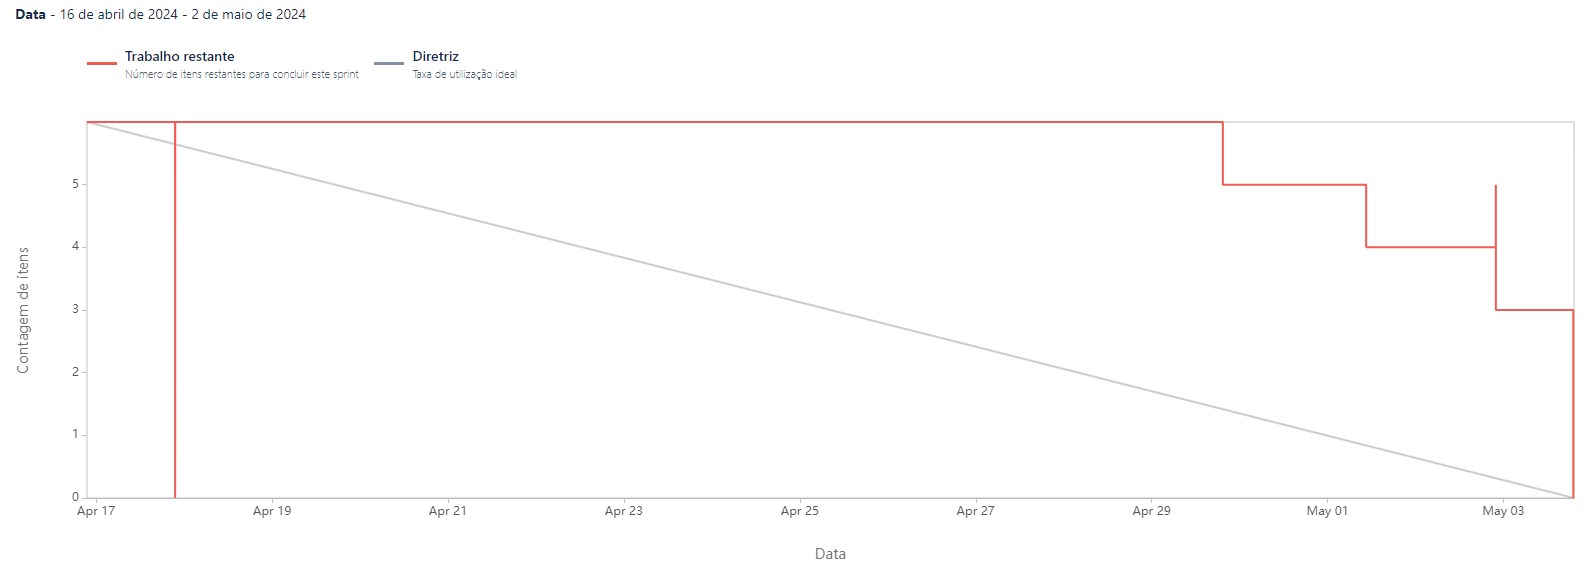 Data - 16 de abril de 2024 - 2 de maio de 2024
Trabalho restante
Número de itens restantes para concluir este sprint
Diretriz
Taxa de utilização ideal
Contagem de itens
5
4
3
2
1
0
Apr 17 Apr 19 Apr 21 Apr 23 Apr 25 Apr 27 Apr 29 May 01 May 03
Data